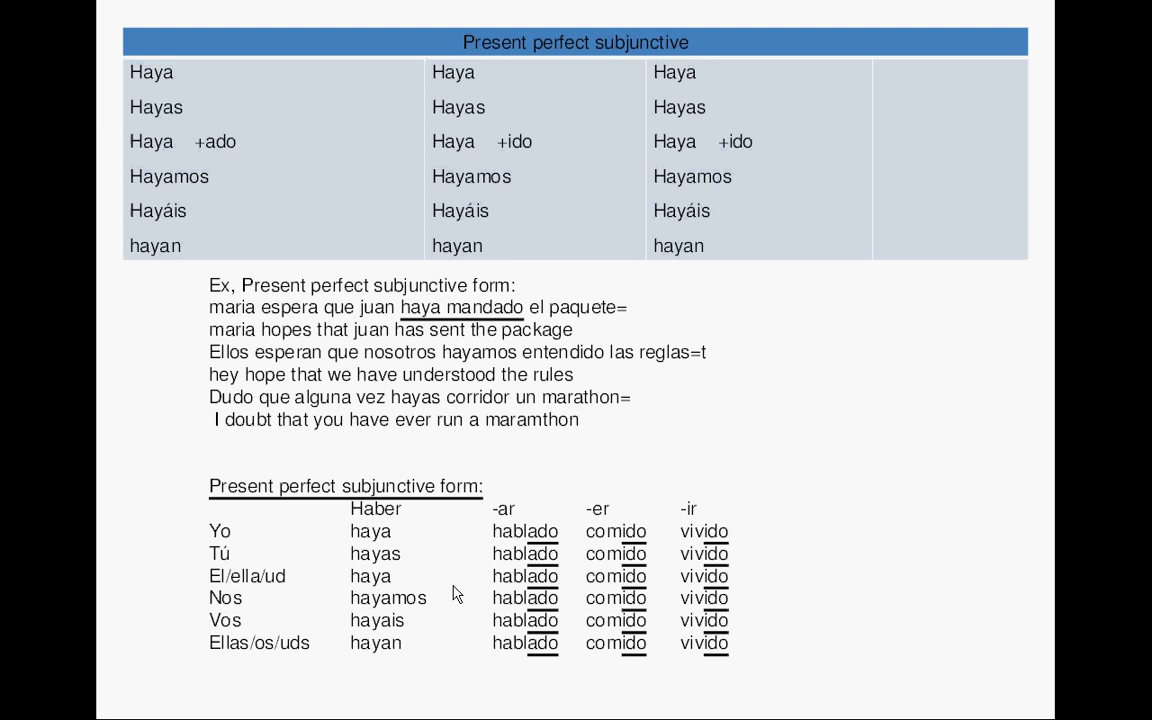 Present perfect subjunctive
Haya Haya Haya
Hayas Hayas Hayas
Haya +ado Haya +ido Haya +ido
Hayamos Hayamos Hayamos
Hayáis Hayáis Hayáis
hayan hayan hayan
Ex, Present perfect subjunctive form:
maria espera que juan haya mandado el paquete=
maria hopes that juan has sent the package
Ellos esperan que nosotros hayamos entendido las reglas=t
hey hope that we have understood the rules
Dudo que alguna vez hayas corridor un marathon=
I doubt that you have ever run a maramthon
Present perfect subjunctive form:
Haber -ar -er -ir
Yo haya hablado comido vivido
Tú hayas hablado comido vivido
El/ella/ud haya hablado comido vivido
Nos hayamos hablado comido vivido
Vos hayais hablado comido vivido
Ellas/os/uds hayan hablado comido vivido